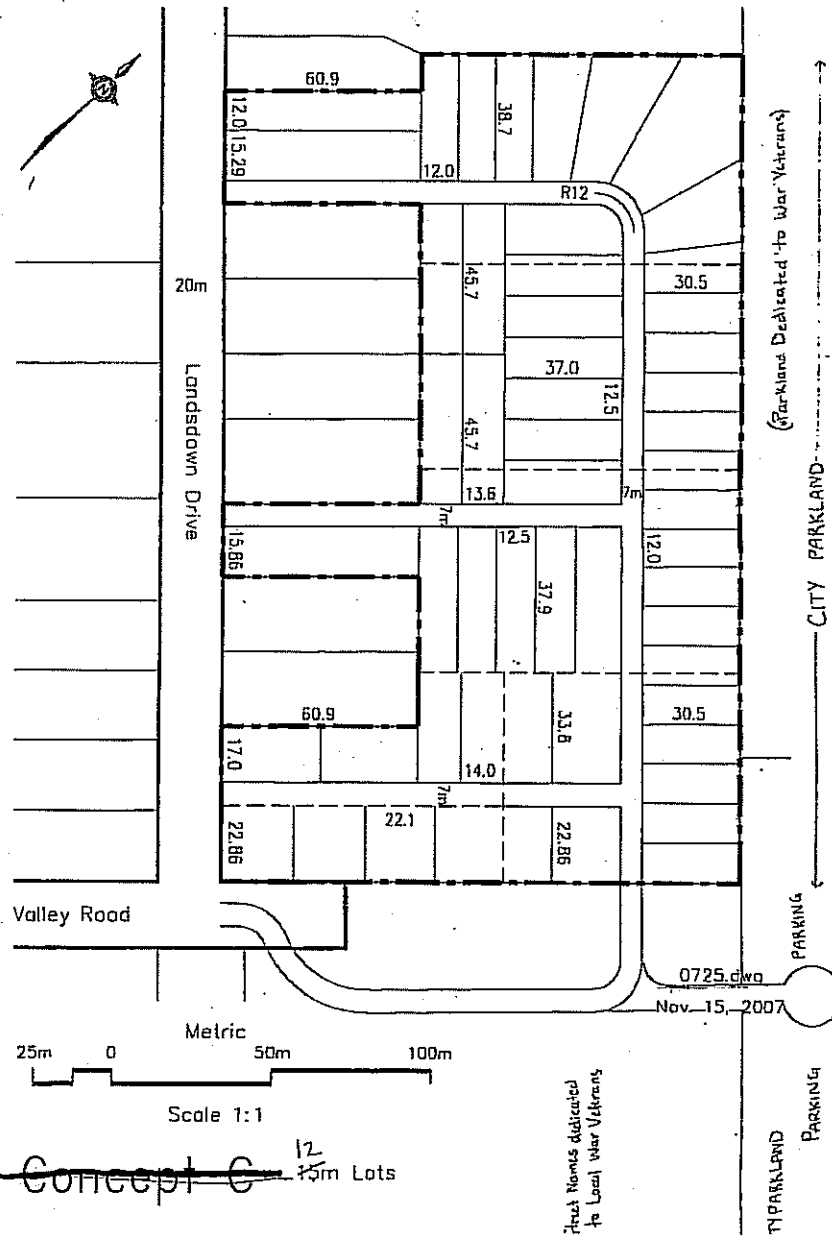 60.9
38.7
12.0
15.29
12.0
R12
(Parkland Dedicated to War Veterans)
20m
45.7
30.5
37.0
12.5
Landsdown Drive
45.7
13.6
7m
7m
12.5
15.86
12.0
CITY PARKLAND
37.9
60.9
33.8
30.5
17.0
14.0
7m
22.1
22.86
22.86
Valley Road
PARKING
0725.dwg
Nov. 15, 2007
Metric
25m 0 50m 100m
Scale 1:1
PARKING
Names dedicated
to Local War Veterans
Concept C
12
15m Lots